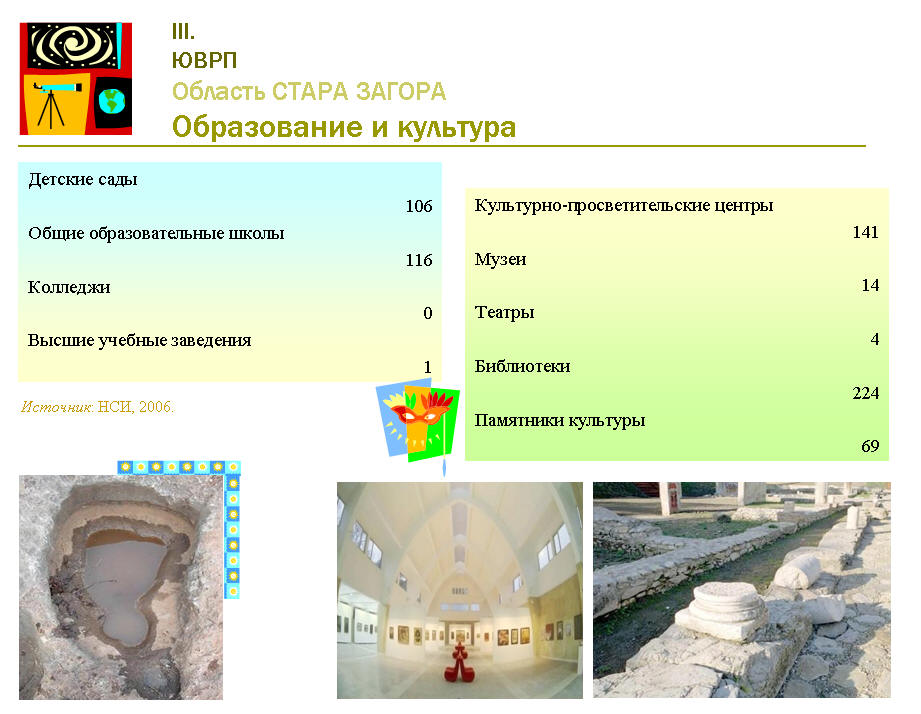 III.
ЮВРП
Область СТАРА ЗАГОРА
Образование и культура
Детские сады
106
Общие образовательные школы
116
Колледжи
0
Высшие учебные заведения
1
Источник: НСИ, 2006.
Культурно-просветительские центры
141
Музеи
14
Театры
4
Библиотеки
224
Памятники культуры
69